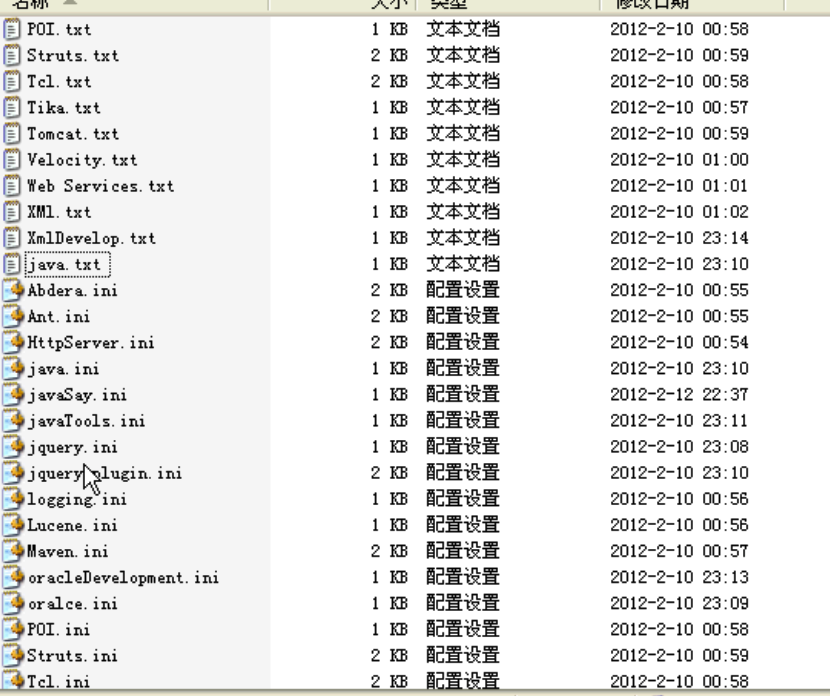 名称 大小 类型 修改日期
POI.txt 1 KB 文本文档 2012-2-10 00:58
Struts.txt 2 KB 文本文档 2012-2-10 00:59
Tcl.txt 2 KB 文本文档 2012-2-10 00:58
Tika.txt 1 KB 文本文档 2012-2-10 00:57
Tomcat.txt 1 KB 文本文档 2012-2-10 00:59
Velocity.txt 1 KB 文本文档 2012-2-10 01:00
Web Services.txt 1 KB 文本文档 2012-2-10 01:01
XMl.txt 1 KB 文本文档 2012-2-10 01:02
XmlDevelop.txt 1 KB 文本文档 2012-2-10 23:14
java.txt 1 KB 文本文档 2012-2-10 23:10
Abdera.ini 2 KB 配置设置 2012-2-10 00:55
Ant.ini 2 KB 配置设置 2012-2-10 00:55
HttpServer.ini 2 KB 配置设置 2012-2-10 00:54
java.ini 1 KB 配置设置 2012-2-10 23:10
javaSay.ini 1 KB 配置设置 2012-2-12 22:37
javaTools.ini 1 KB 配置设置 2012-2-10 23:11
jquery.ini 1 KB 配置设置 2012-2-10 23:08
jquery plugin.ini 2 KB 配置设置 2012-2-10 23:10
logging.ini 1 KB 配置设置 2012-2-10 00:56
Lucene.ini 1 KB 配置设置 2012-2-10 00:56
Maven.ini 2 KB 配置设置 2012-2-10 00:57
oracleDevelopment.ini 1 KB 配置设置 2012-2-10 23:13
oralce.ini 1 KB 配置设置 2012-2-10 23:09
POI.ini 1 KB 配置设置 2012-2-10 00:58
Struts.ini 2 KB 配置设置 2012-2-10 00:59
Tcl.ini 2 KB 配置设置 2012-2-10 00:58